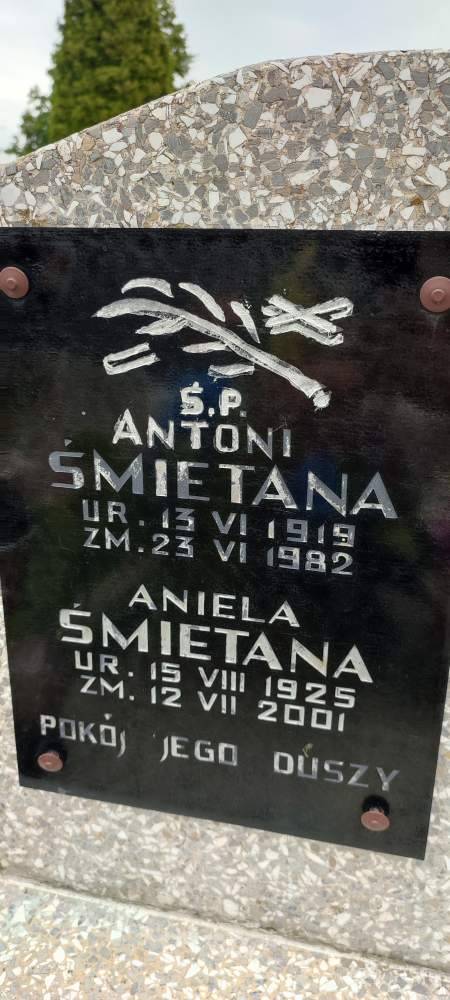 Ś.P.
ANTONI
ŚMIETANA
UR. 13 VI 1919
ZM. 23 VI 1982
ANIELA
ŚMIETANA
UR. 15 VIII 1925
ZM. 12 VII 2001
POKÓJ JEGO DUSZY